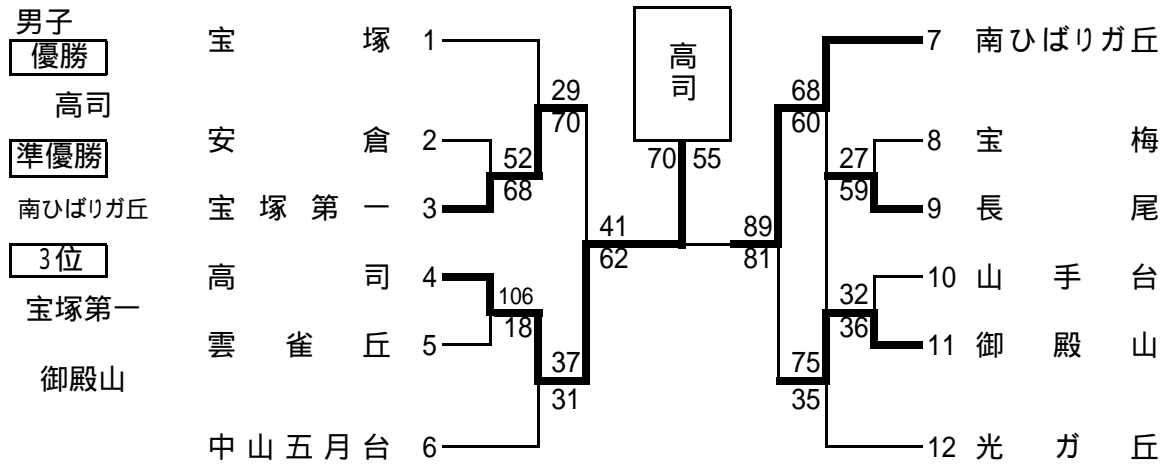 男子
優勝
高司
準優勝
南ひばりガ丘
3位
宝塚第一
御殿山
宝塚 1
安倉 2
宝塚第一 3
高司 4
雲雀丘 5
中山五月台 6
29
70
52
68
41
62
106
18
37
31
高司
70 55
68
60
27
59
89
81
32
36
75
35
7 南ひばりガ丘
8 宝梅
9 長尾
10 山手台
11 御殿山
12 光ガ丘